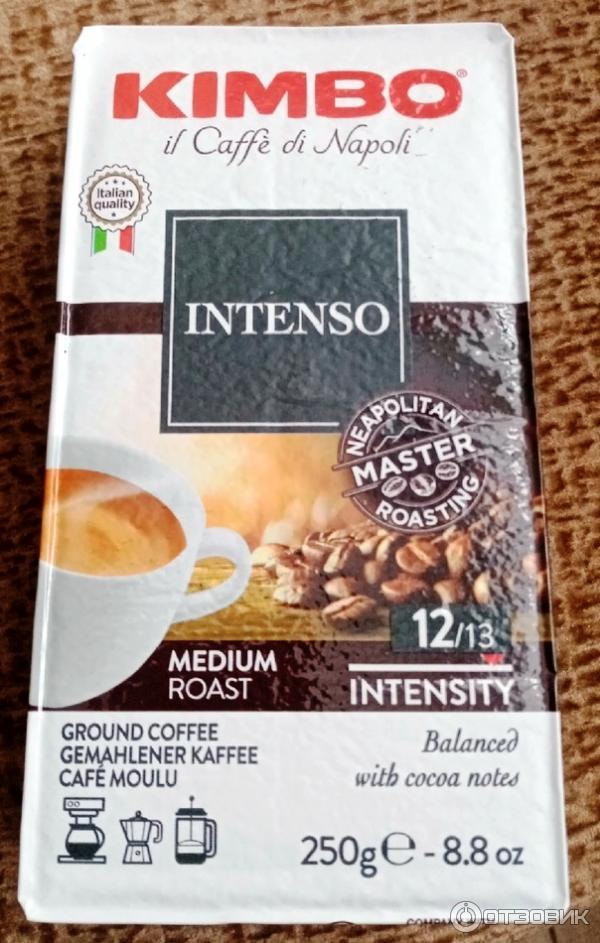 KIMBO®
il Caffè di Napoli
Italian
quality
INTENSO
NEAPOLITAN
MASTER
ROASTING
12/13
MEDIUM
ROAST
INTENSITY
GROUND COFFEE
GEMAHLENER KAFFEE
CAFÉ MOULU
Balanced
with cocoa notes
250g℮ - 8.8 oz
COMPANY
ОТЗОВИК